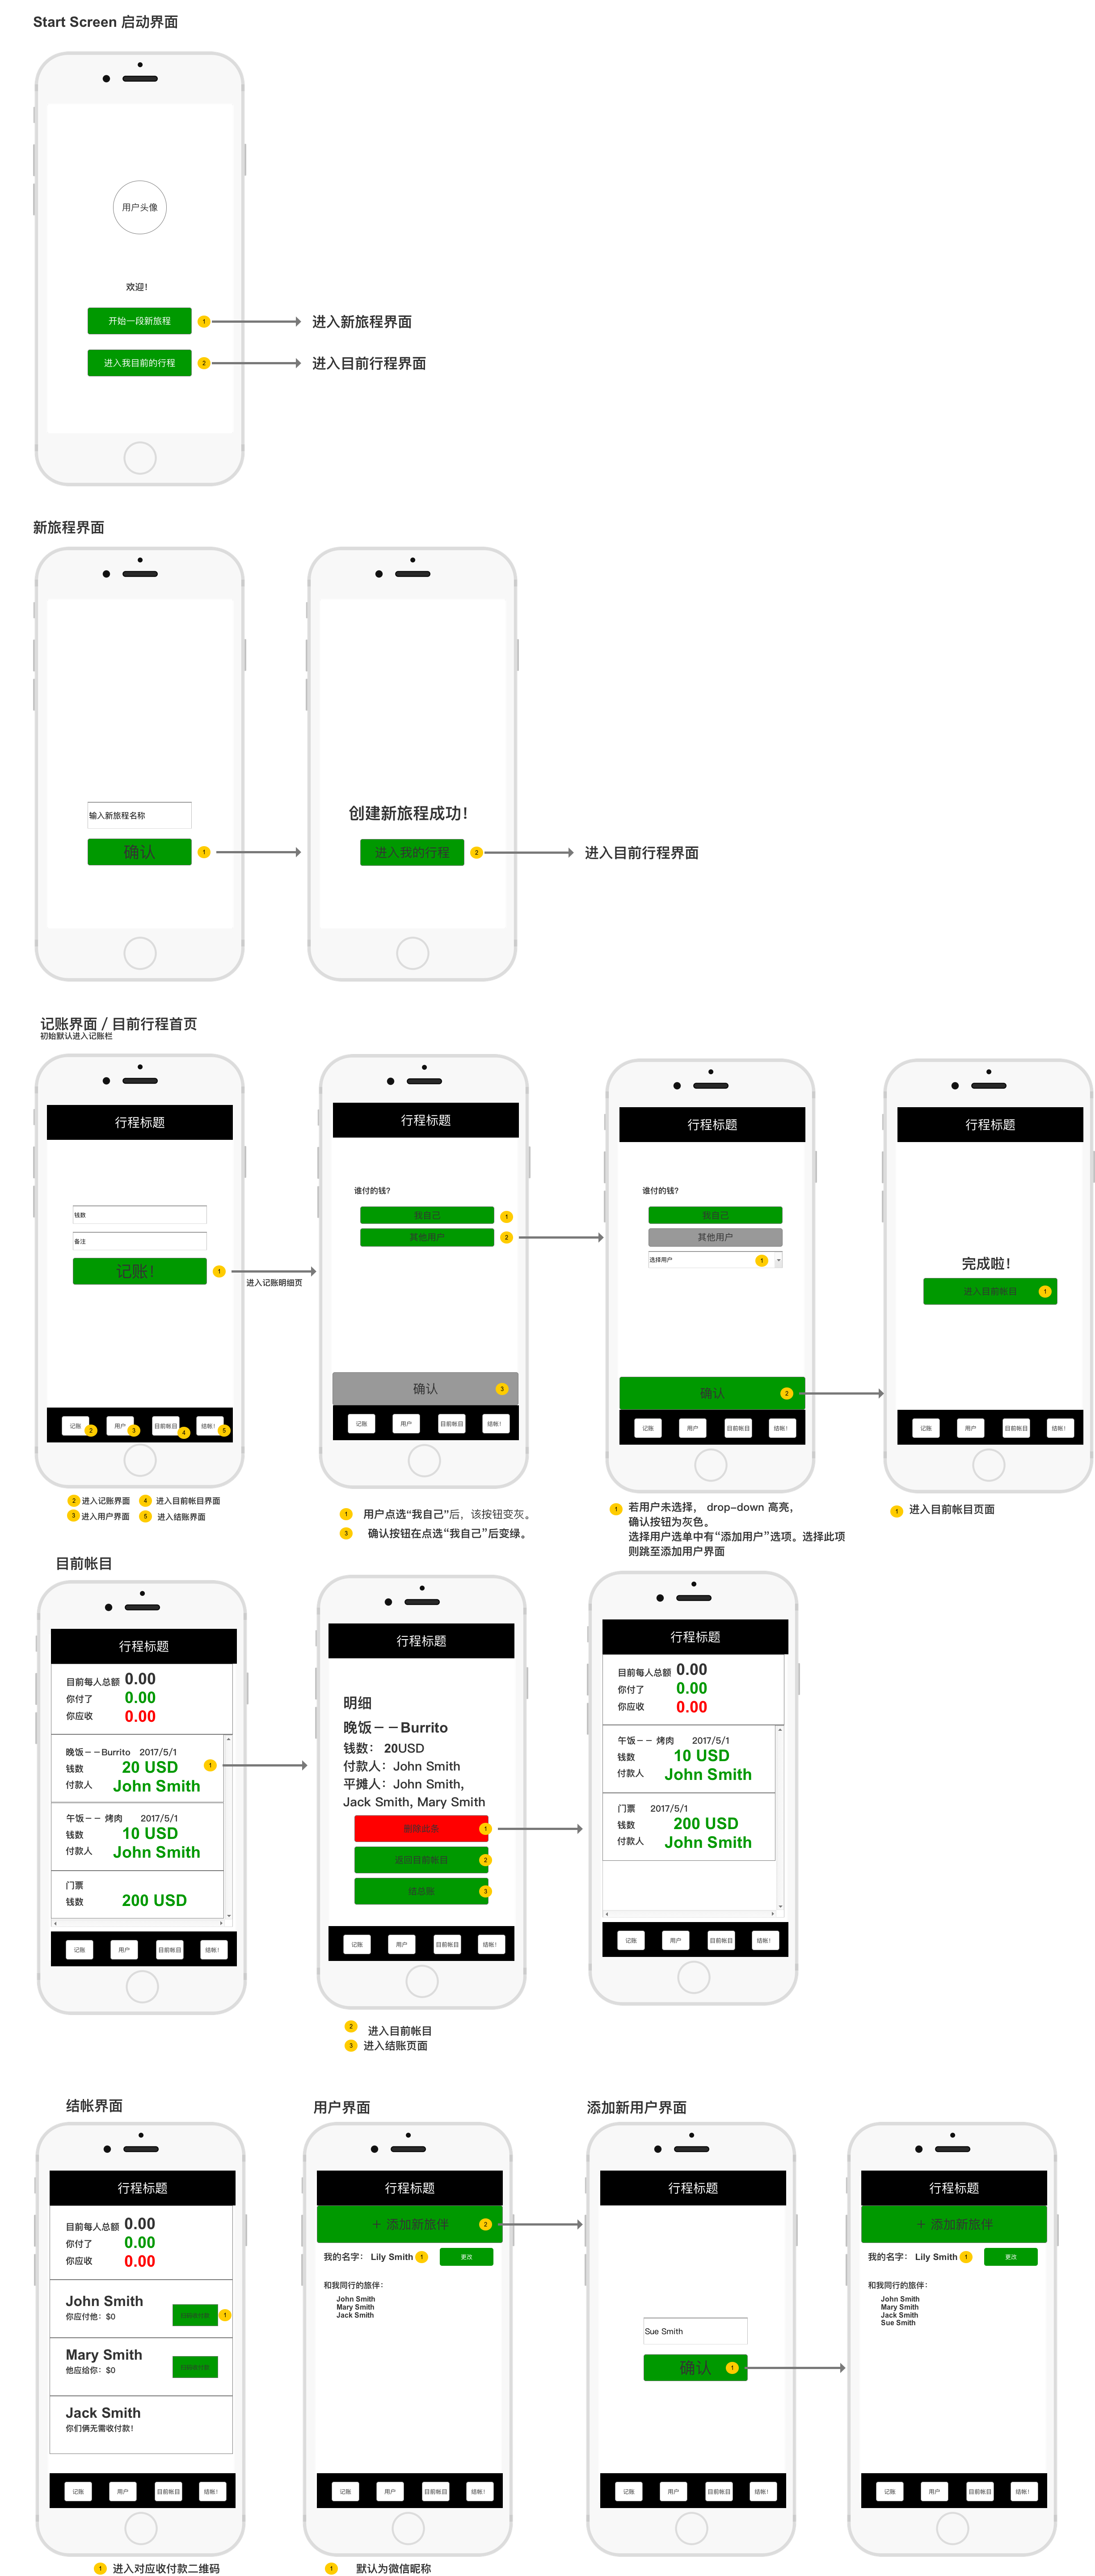 Start Screen 启动界面
用户头像
欢迎!
开始一段新旅程
1
进入新旅程界面
进入我目前的行程
2
进入目前行程界面
新旅程界面
输入新旅程名称
确认
1
创建新旅程成功!
进入我的行程
2
进入目前行程界面
记账界面 / 目前行程首页
初始默认进入记账栏
行程标题
钱数
备注
记账!
1
进入记账明细页
记账
2
用户
3
目前帐目
4
结帐!
5
2 进入记账界面
4 进入目前帐目界面
3 进入用户界面
5 进入结账界面
行程标题
谁付的钱?
我自己
1
其他用户
2
确认
3
记账
用户
目前帐目
结帐!
1 用户点选“我自己”后，该按钮变灰。
3 确认按钮在点选“我自己”后变绿。
行程标题
谁付的钱?
我自己
其他用户
选择用户
1
确认
2
记账
用户
目前帐目
结帐!
1 若用户未选择， drop-down 高亮，
确认按钮为灰色。
选择用户选单中有“添加用户”选项。选择此项
则跳至添加用户界面
行程标题
完成啦!
进入目前帐目
1
记账
用户
目前帐目
结帐!
1 进入目前帐目页面
目前帐目
行程标题
目前每人总额 0.00
你付了 0.00
你应收 0.00
晚饭－－Burrito 2017/5/1
1
钱数 20 USD
付款人 John Smith
午饭－－ 烤肉 2017/5/1
钱数 10 USD
付款人 John Smith
门票
钱数 200 USD
记账
用户
目前帐目
结帐!
行程标题
明细
晚饭－－Burrito
钱数： 20USD
付款人：John Smith
平摊人：John Smith,
Jack Smith, Mary Smith
删除此条
1
返回目前帐目
2
结总账
3
记账
用户
目前帐目
结帐!
2 进入目前帐目
3 进入结账页面
行程标题
目前每人总额 0.00
你付了 0.00
你应收 0.00
午饭－－ 烤肉 2017/5/1
钱数 10 USD
付款人 John Smith
门票 2017/5/1
钱数 200 USD
付款人 John Smith
记账
用户
目前帐目
结帐!
结帐界面
行程标题
目前每人总额 0.00
你付了 0.00
你应收 0.00
John Smith
你应付他：$0
1
Mary Smith
他应给你：$0
Jack Smith
你们俩无需收付款!
记账
用户
目前帐目
结帐!
1 进入对应收付款二维码
用户界面
行程标题
＋ 添加新旅伴
2
我的名字： Lily Smith
1
更改
和我同行的旅伴：
John Smith
Mary Smith
Jack Smith
记账
用户
目前帐目
结帐!
1 默认为微信昵称
添加新用户界面
行程标题
Sue Smith
确认
1
记账
用户
目前帐目
结帐!
行程标题
＋ 添加新旅伴
我的名字： Lily Smith
1
更改
和我同行的旅伴：
John Smith
Mary Smith
Jack Smith
Sue Smith
记账
用户
目前帐目
结帐!